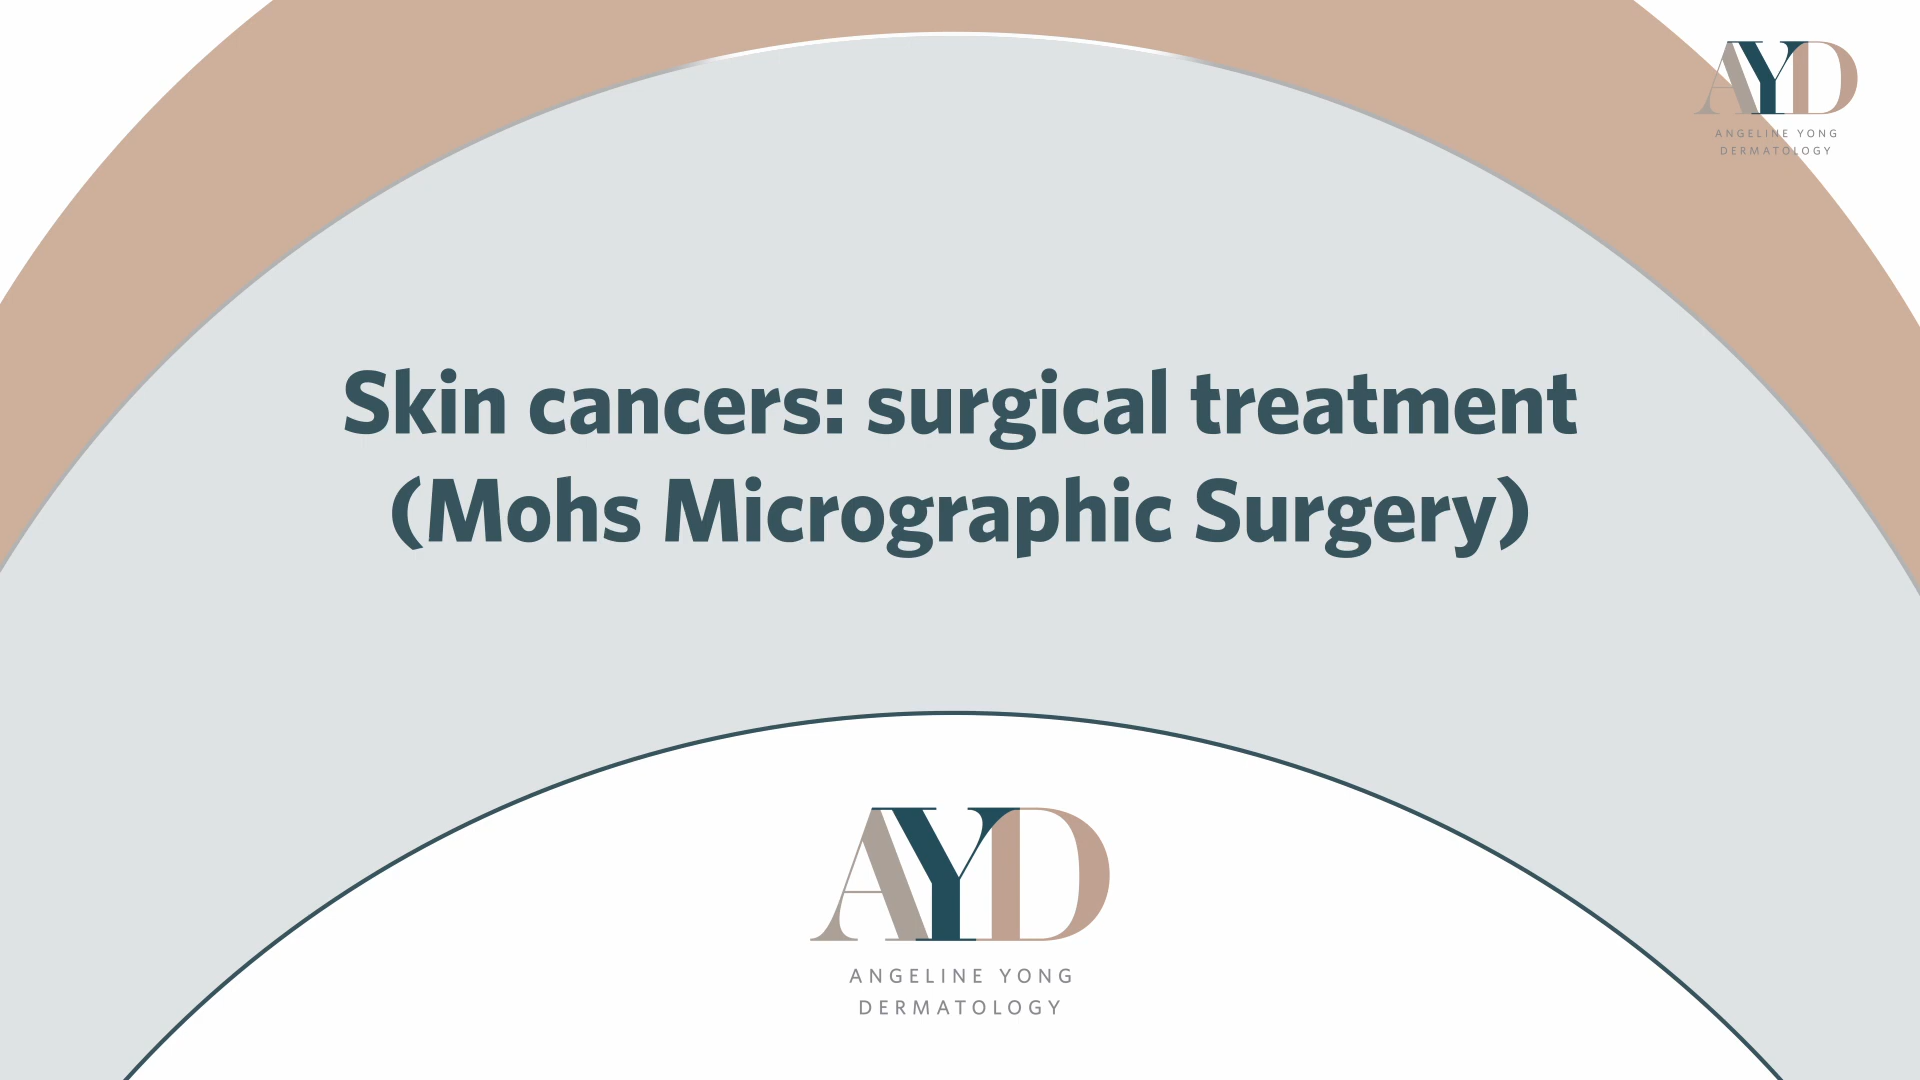 AYD
ANGELINE YONG
DERMATOLOGY
Skin cancers: surgical treatment
(Mohs Micrographic Surgery)
AYD
ANGELINE YONG
DERMATOLOGY